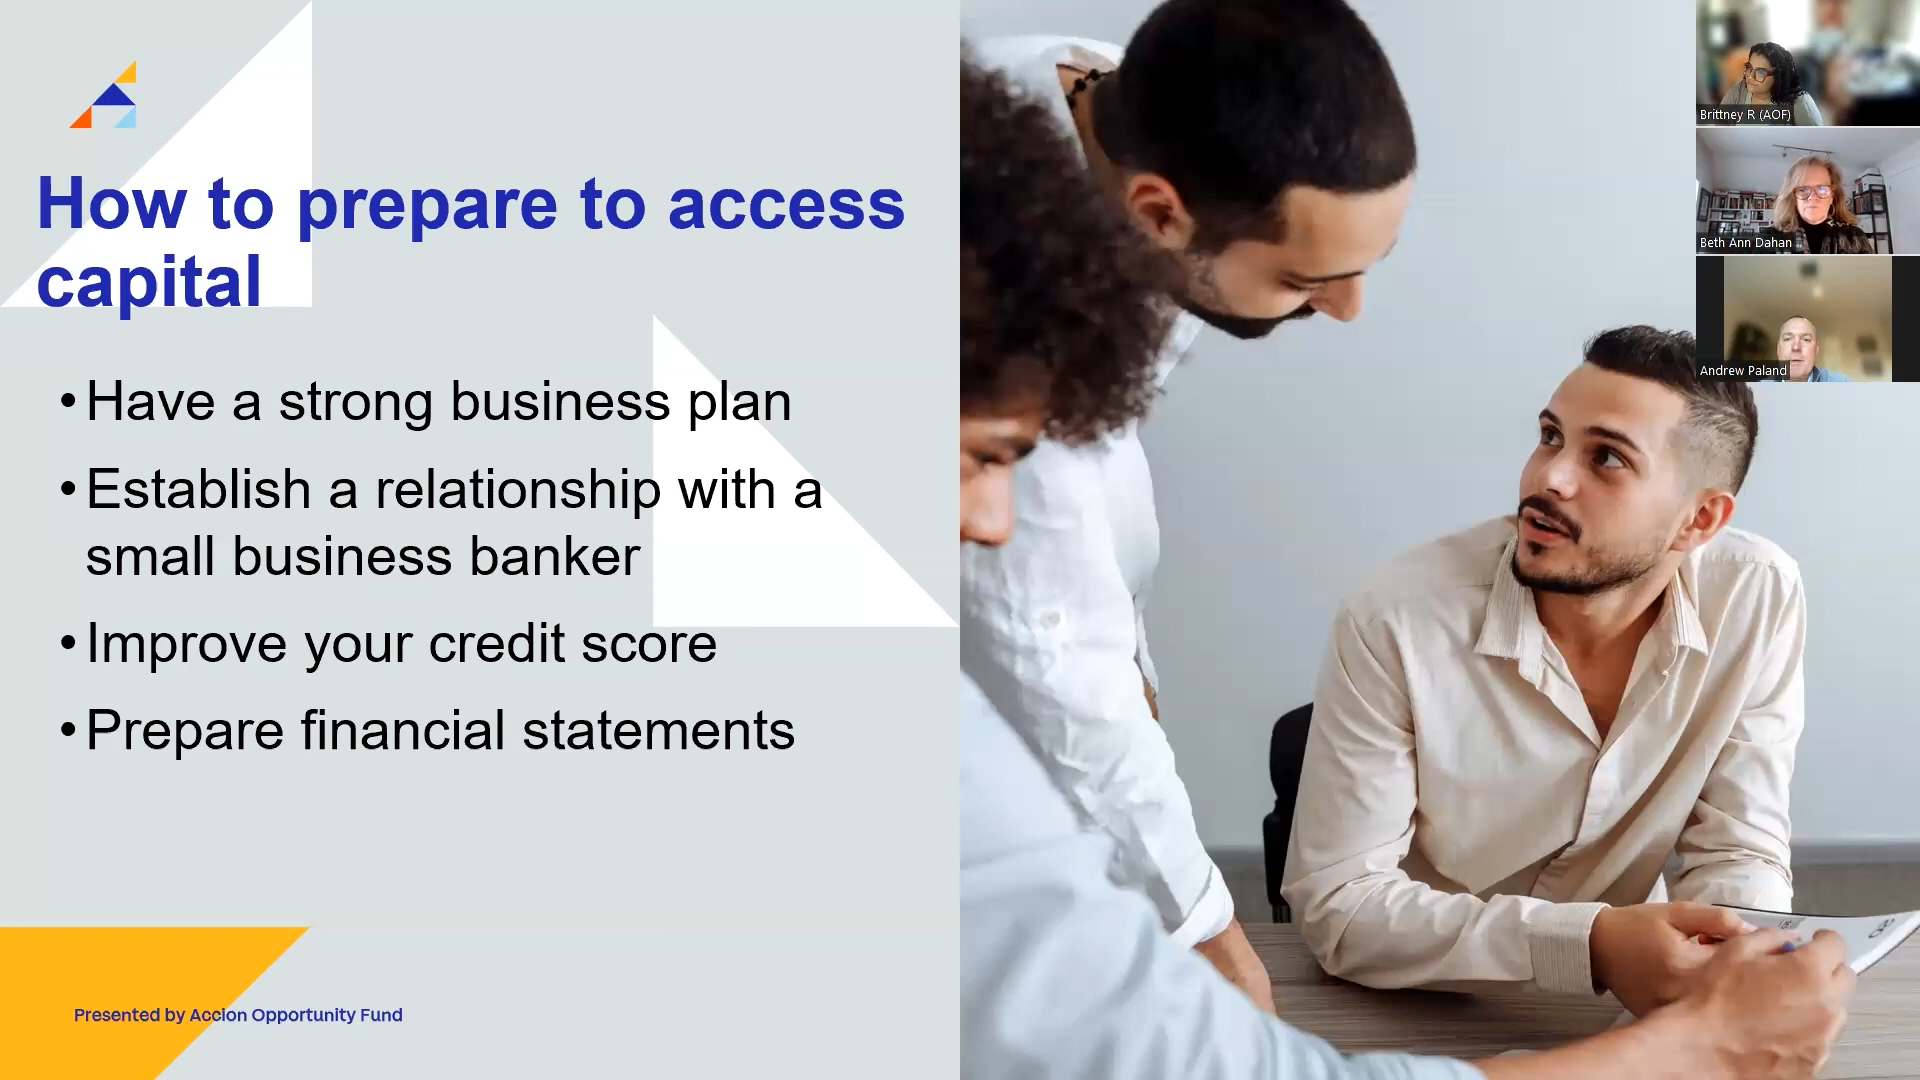 How to prepare to access
capital
• Have a strong business plan
• Establish a relationship with a
small business banker
• Improve your credit score
• Prepare financial statements
Presented by Accion Opportunity Fund
Brittney R (AOF)
Beth Ann Dahan
Andrew Paland